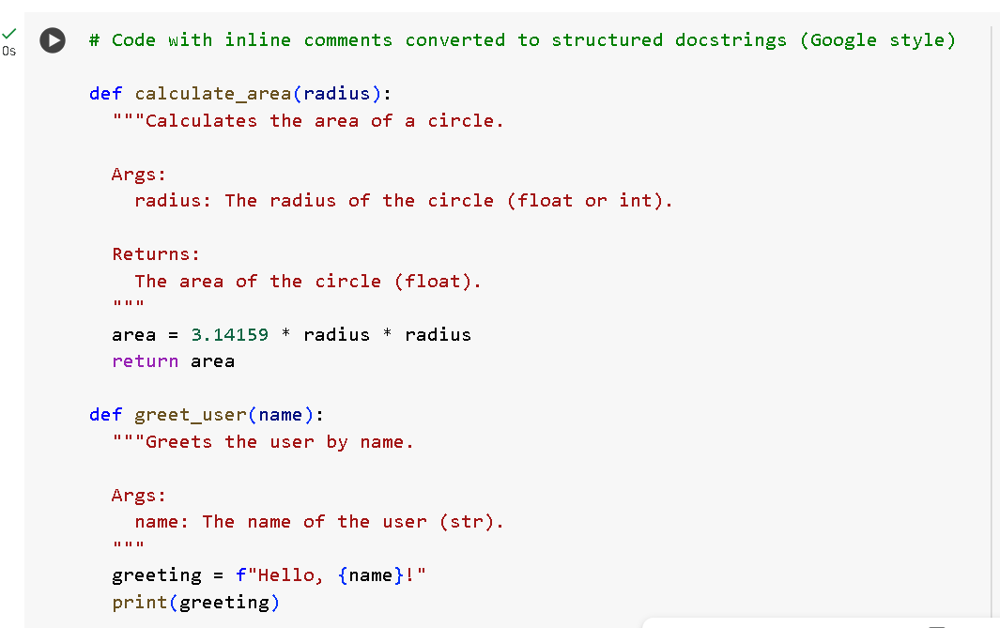 0s
# Code with inline comments converted to structured docstrings (Google style)
def calculate_area(radius):
"""Calculates the area of a circle.
Args:
radius: The radius of the circle (float or int).
Returns:
The area of the circle (float).
"""
area = 3.14159 * radius * radius
return area
def greet_user(name):
"""Greets the user by name.
Args:
name: The name of the user (str).
"""
greeting = f"Hello, {name}!"
print(greeting)